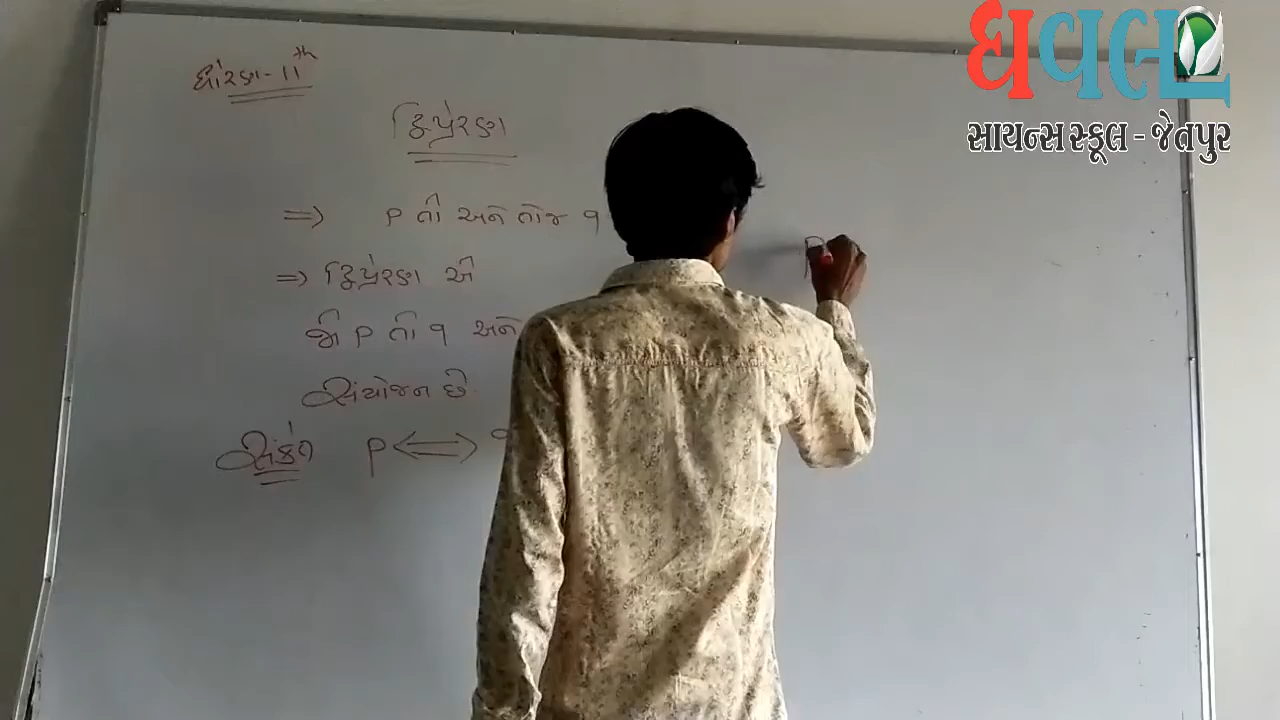 ધોરણ-11th
દ્વિપ્રેરણ
=> p તો અને તોજ q
=> દ્વિપ્રેરણ એ
જો p તો q અને
સંયોજન છે.
સંકેત p <=> q
p
ધવલ
સાયન્સ સ્કૂલ - જેતપુર